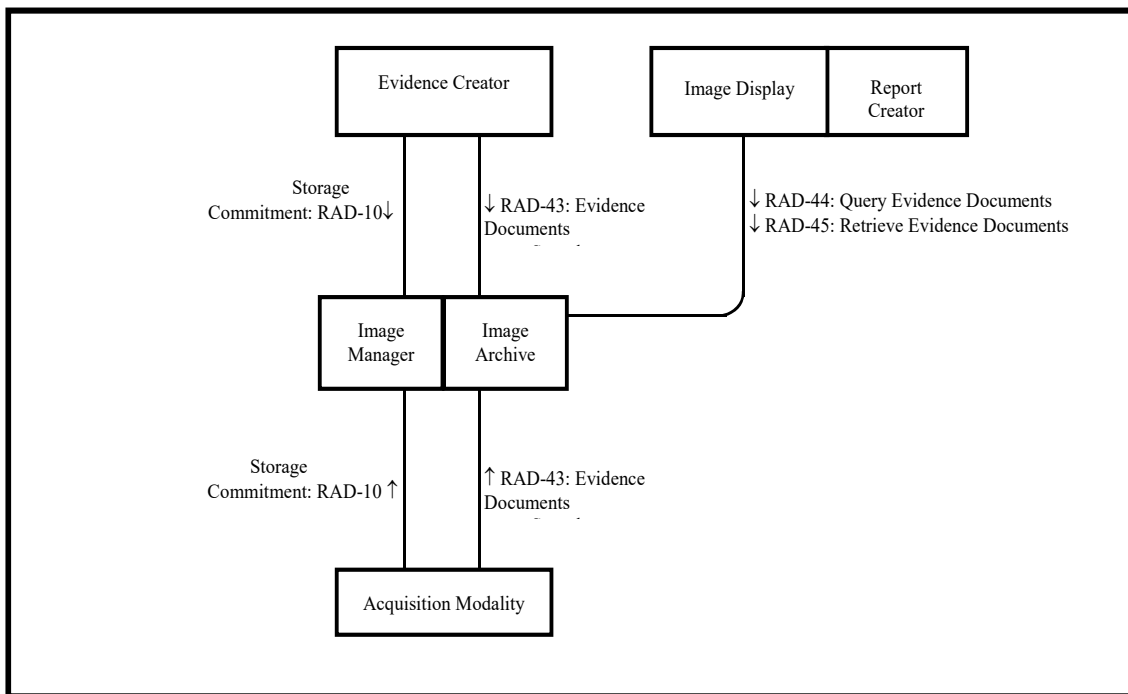 Evidence Creator
Image Display
Report
Creator
Storage
Commitment: RAD-10↓
↓ RAD-43: Evidence
Documents
↓ RAD-44: Query Evidence Documents
↓ RAD-45: Retrieve Evidence Documents
Image
Manager
Image
Archive
Storage
Commitment: RAD-10 ↑
↑ RAD-43: Evidence
Documents
Acquisition Modality